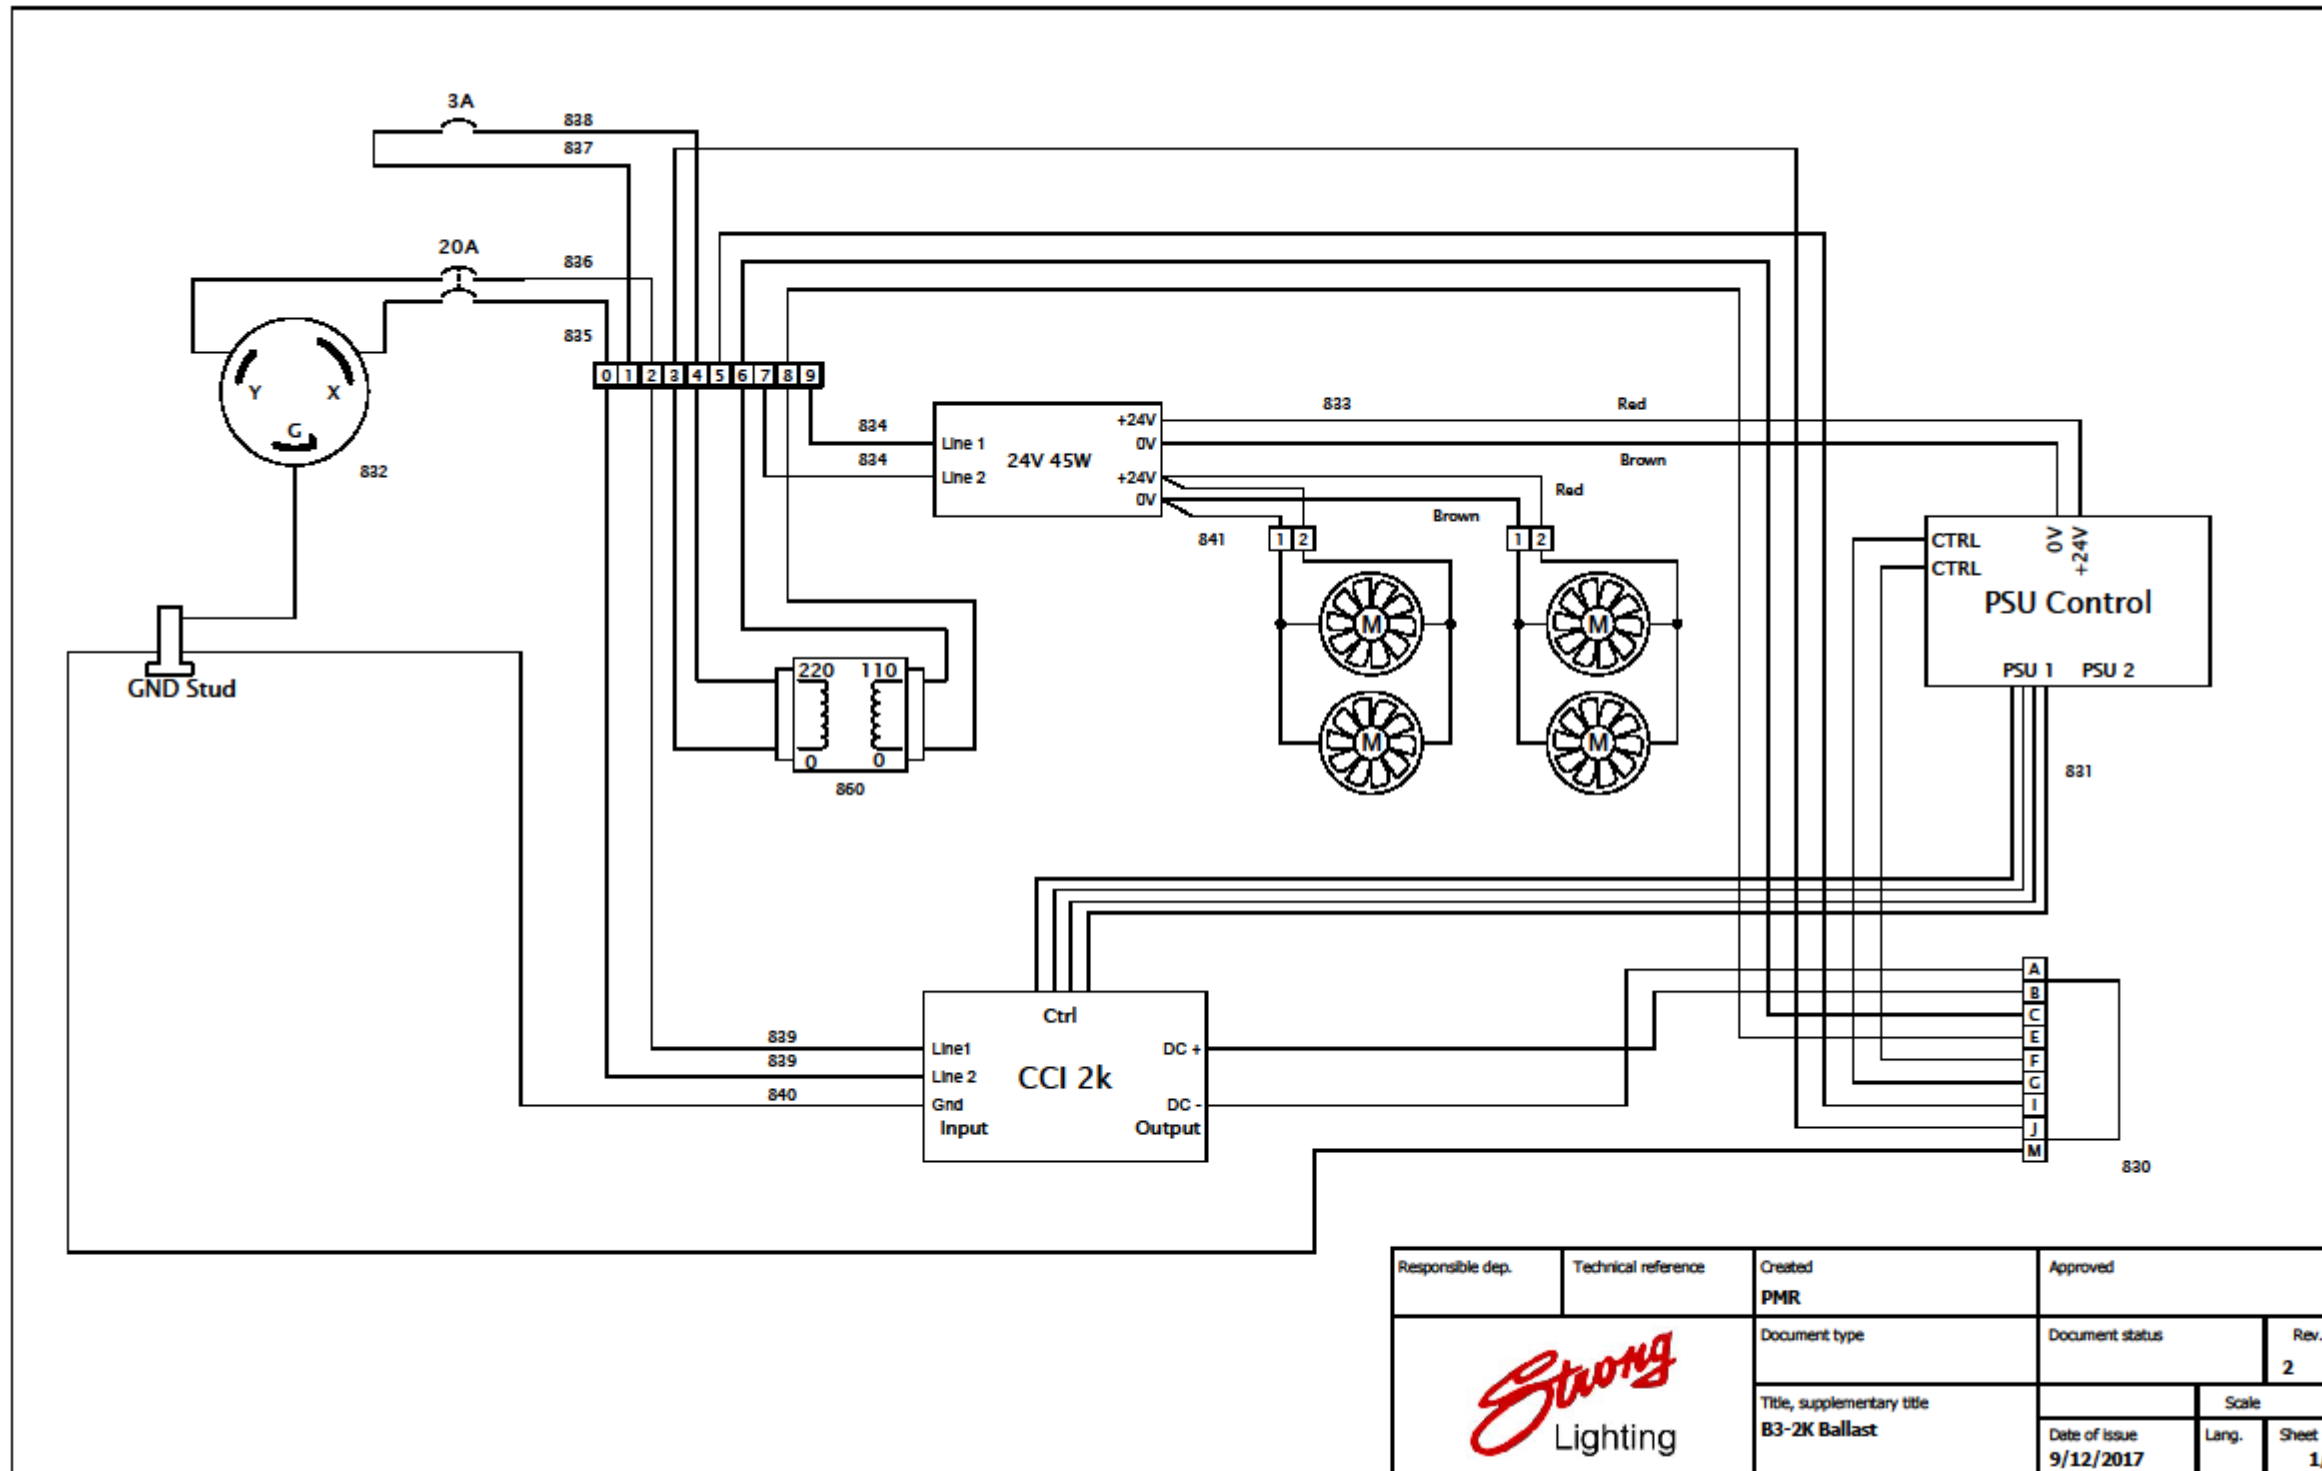 3A
838
837
20A
836
835
Y X
G
832
GND Stud
0 1 2 3 4 5 6 7 8 9
834
834
Line 1
Line 2
24V 45W
+24V
0V
+24V
0V
833
Red
Brown
Red
Brown
841
1 2
1 2
M
M
M
M
CTRL
CTRL
0V
+24V
PSU Control
PSU 1 PSU 2
831
220 110
0 0
860
839
839
840
Ctrl
Line1
Line 2
Gnd
Input
CCI 2k
DC +
DC -
Output
A
B
C
E
F
G
I
J
M
830
Responsible dep.
Technical reference
Created
PMR
Approved
Strong
Lighting
Document type
Document status
Rev.
2
Title, supplementary title
B3-2K Ballast
Scale
Date of issue
9/12/2017
Lang.
Sheet